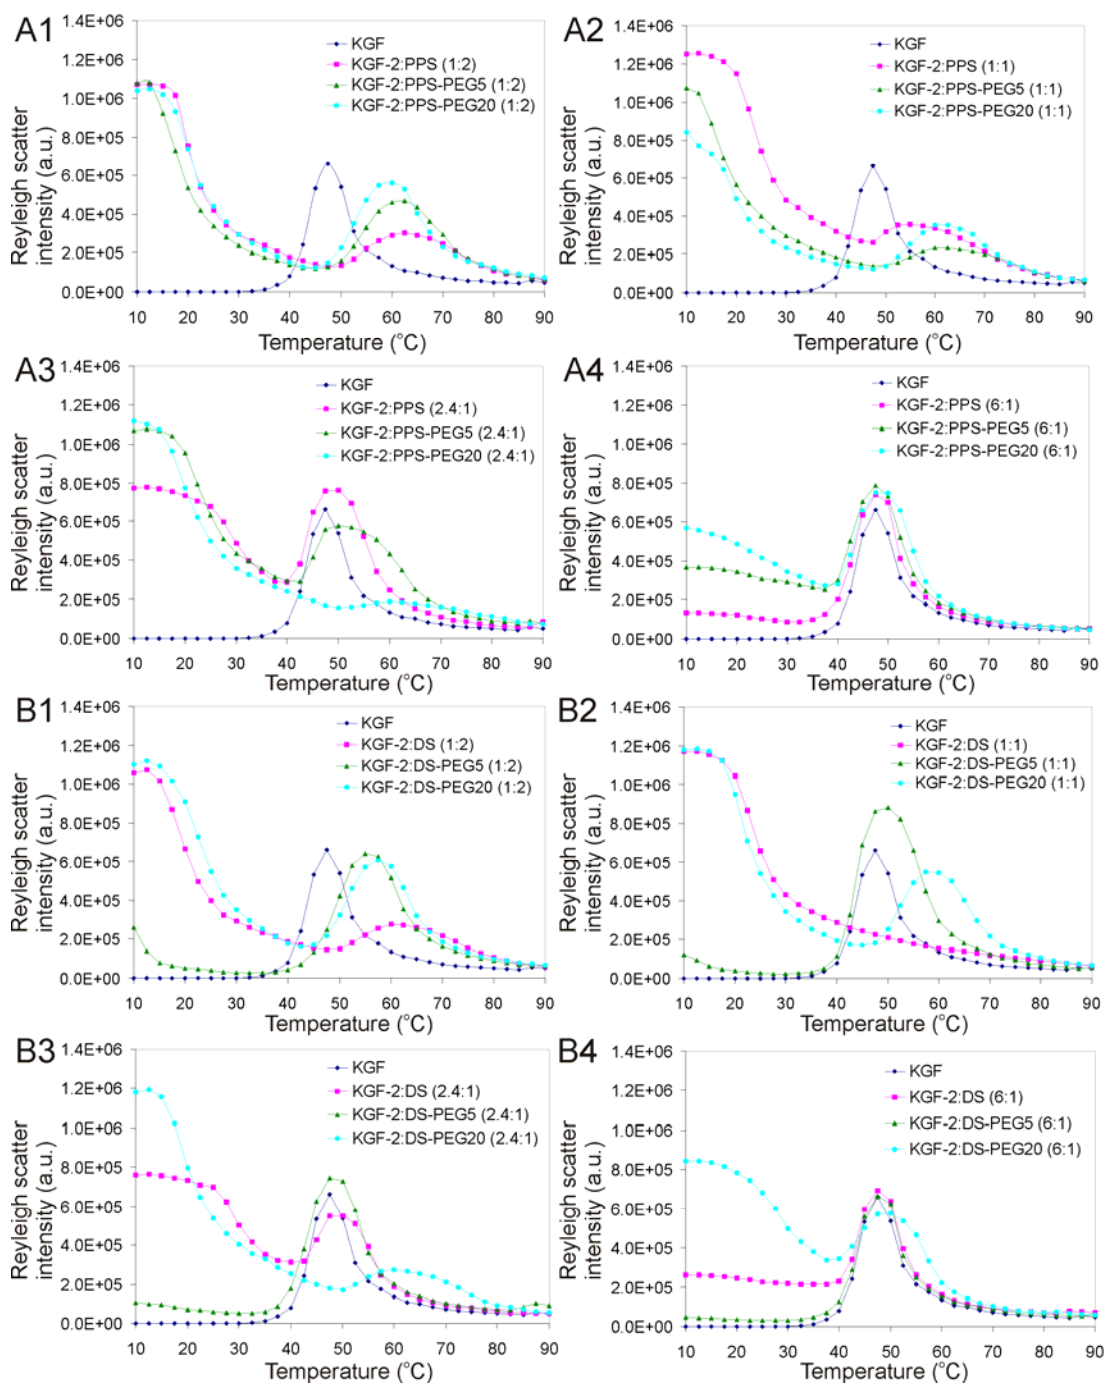 A1
1.4E+06
1.2E+06
1.0E+06
8.0E+05
6.0E+05
4.0E+05
2.0E+05
0.0E+00
Reyleigh scatter
intensity (a.u.)
KGF
KGF-2:PPS (1:2)
KGF-2:PPS-PEG5 (1:2)
KGF-2:PPS-PEG20 (1:2)
10 20 30 40 50 60 70 80 90
Temperature (°C)
A2
1.4E+06
1.2E+06
1.0E+06
8.0E+05
6.0E+05
4.0E+05
2.0E+05
0.0E+00
Reyleigh scatter
intensity (a.u.)
KGF
KGF-2:PPS (1:1)
KGF-2:PPS-PEG5 (1:1)
KGF-2:PPS-PEG20 (1:1)
10 20 30 40 50 60 70 80 90
Temperature (°C)
A3
1.4E+06
1.2E+06
1.0E+06
8.0E+05
6.0E+05
4.0E+05
2.0E+05
0.0E+00
Reyleigh scatter
intensity (a.u.)
KGF
KGF-2:PPS (2.4:1)
KGF-2:PPS-PEG5 (2.4:1)
KGF-2:PPS-PEG20 (2.4:1)
10 20 30 40 50 60 70 80 90
Temperature (°C)
A4
1.4E+06
1.2E+06
1.0E+06
8.0E+05
6.0E+05
4.0E+05
2.0E+05
0.0E+00
Reyleigh scatter
intensity (a.u.)
KGF
KGF-2:PPS (6:1)
KGF-2:PPS-PEG5 (6:1)
KGF-2:PPS-PEG20 (6:1)
10 20 30 40 50 60 70 80 90
Temperature (°C)
B1
1.4E+06
1.2E+06
1.0E+06
8.0E+05
6.0E+05
4.0E+05
2.0E+05
0.0E+00
Reyleigh scatter
intensity (a.u.)
KGF
KGF-2:DS (1:2)
KGF-2:DS-PEG5 (1:2)
KGF-2:DS-PEG20 (1:2)
10 20 30 40 50 60 70 80 90
Temperature (°C)
B2
1.4E+06
1.2E+06
1.0E+06
8.0E+05
6.0E+05
4.0E+05
2.0E+05
0.0E+00
Reyleigh scatter
intensity (a.u.)
KGF
KGF-2:DS (1:1)
KGF-2:DS-PEG5 (1:1)
KGF-2:DS-PEG20 (1:1)
10 20 30 40 50 60 70 80 90
Temperature (°C)
B3
1.4E+06
1.2E+06
1.0E+06
8.0E+05
6.0E+05
4.0E+05
2.0E+05
0.0E+00
Reyleigh scatter
intensity (a.u.)
KGF
KGF-2:DS (2.4:1)
KGF-2:DS-PEG5 (2.4:1)
KGF-2:DS-PEG20 (2.4:1)
10 20 30 40 50 60 70 80 90
Temperature (°C)
B4
1.4E+06
1.2E+06
1.0E+06
8.0E+05
6.0E+05
4.0E+05
2.0E+05
0.0E+00
Reyleigh scatter
intensity (a.u.)
KGF
KGF-2:DS (6:1)
KGF-2:DS-PEG5 (6:1)
KGF-2:DS-PEG20 (6:1)
10 20 30 40 50 60 70 80 90
Temperature (°C)